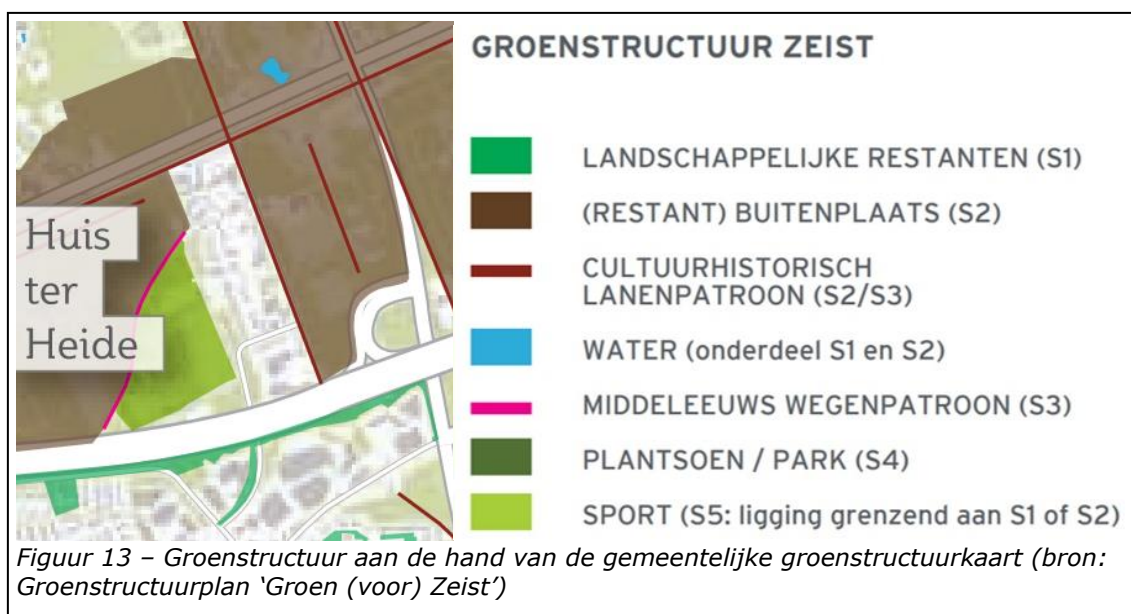 Huis
ter
Heide
GROENSTRUCTUUR ZEIST
LANDSCHAPPELIJKE RESTANTEN (S1)
(RESTANT) BUITENPLAATS (S2)
CULTUURHISTORISCH
LANENPATROON (S2/S3)
WATER (onderdeel S1 en S2)
MIDDELEEUWS WEGENPATROON (S3)
PLANTSOEN / PARK (S4)
SPORT (S5: ligging grenzend aan S1 of S2)
Figuur 13 – Groenstructuur aan de hand van de gemeentelijke groenstructuurkaart (bron:
Groenstructuurplan ‘Groen (voor) Zeist’)